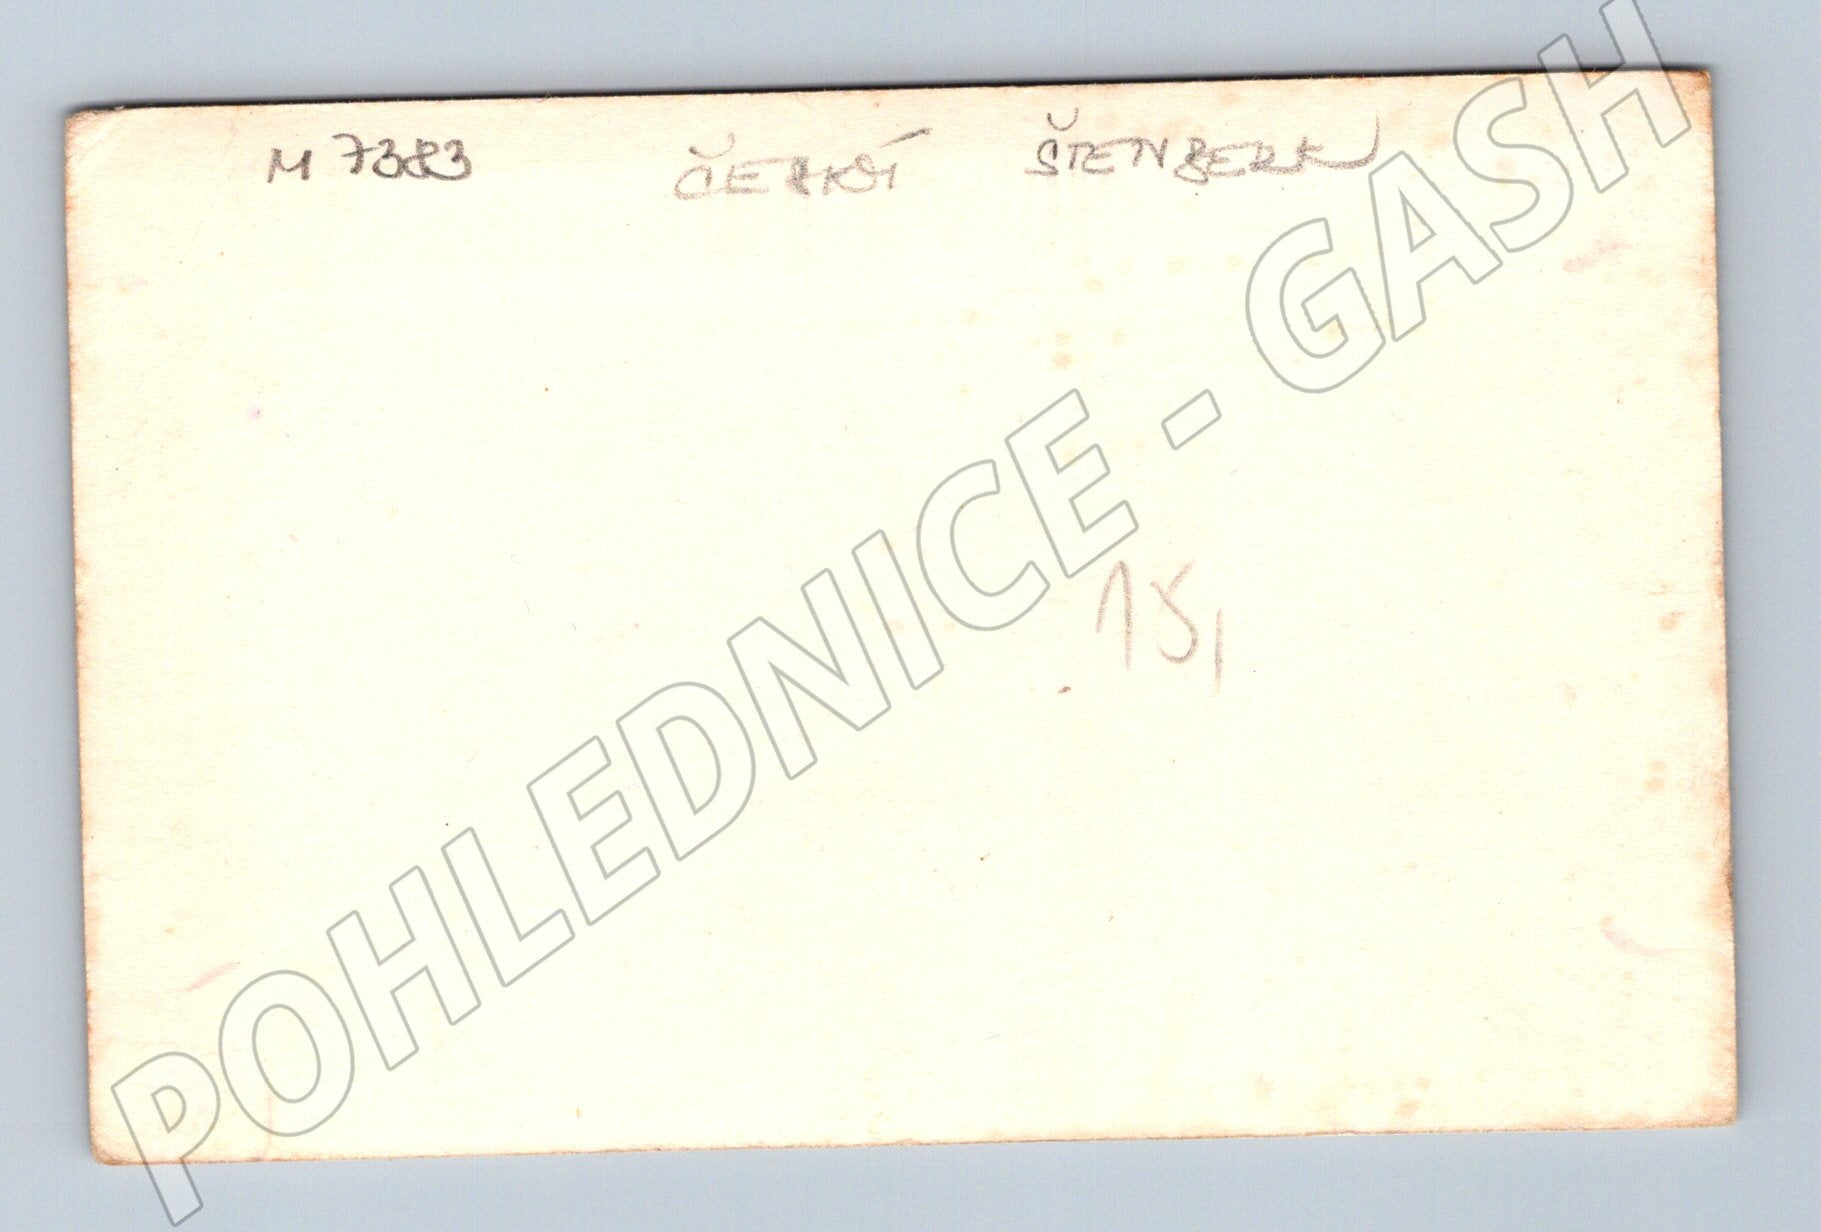 M 7383 ČESKÝ ŠTENBERK
15,
POHLEDNICE - GASH